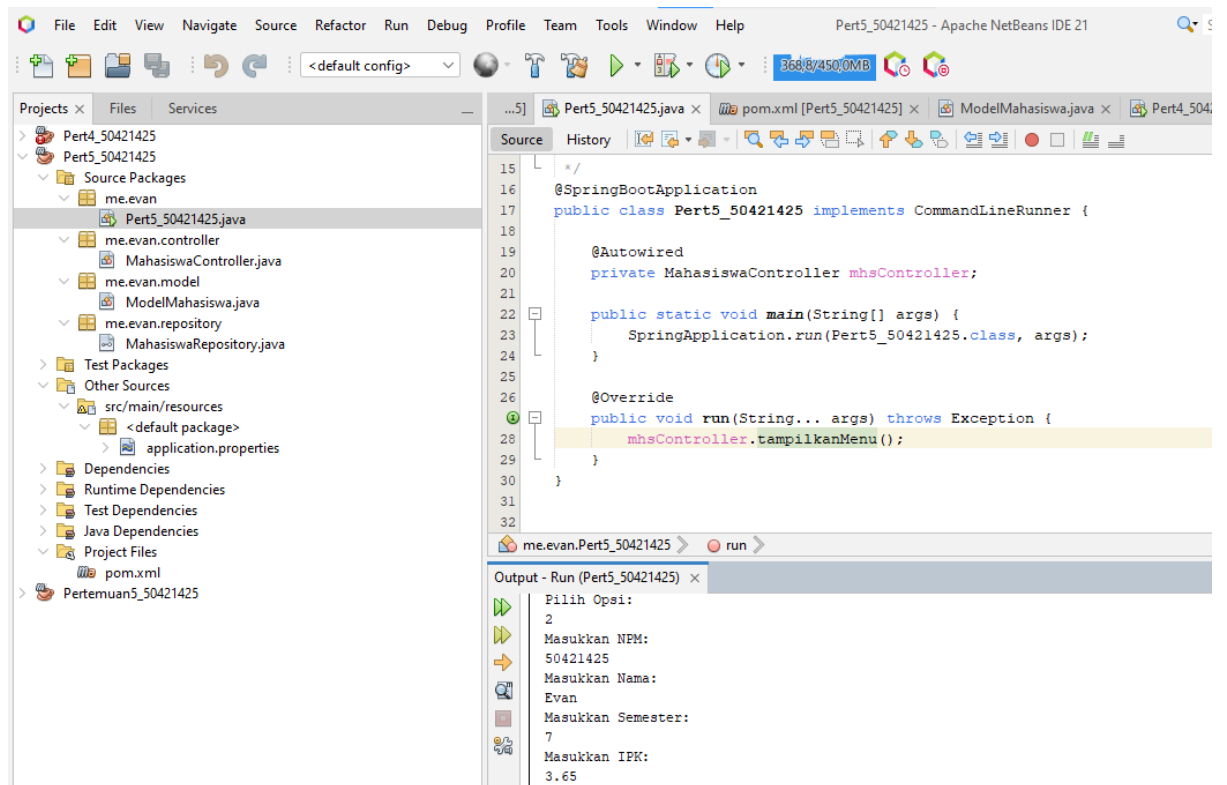 File Edit View Navigate Source Refactor Run Debug Profile Team Tools Window Help Pert5_50421425 - Apache NetBeans IDE 21
<default config> 368,8/450,0MB
Projects Files Services
Pert4_50421425
Pert5_50421425
Source Packages
me.evan
Pert5_50421425.java
me.evan.controller
MahasiswaController.java
me.evan.model
ModelMahasiswa.java
me.evan.repository
MahasiswaRepository.java
Test Packages
Other Sources
src/main/resources
<default package>
application.properties
Dependencies
Runtime Dependencies
Test Dependencies
Java Dependencies
Project Files
pom.xml
Pertemuan5_50421425
...5] Pert5_50421425.java pom.xml [Pert5_50421425] ModelMahasiswa.java Pert4_5042
Source History
15 */
16 @SpringBootApplication
17 public class Pert5_50421425 implements CommandLineRunner {
18
19 @Autowired
20 private MahasiswaController mhsController;
21
22 public static void main(String[] args) {
23 SpringApplication.run(Pert5_50421425.class, args);
24 }
25
26 @Override
public void run(String... args) throws Exception {
28 mhsController.tampilkanMenu();
29 }
30 }
31
32
me.evan.Pert5_50421425 run
Output - Run (Pert5_50421425)
Pilih Opsi:
2
Masukkan NPM:
50421425
Masukkan Nama:
Evan
Masukkan Semester:
7
Masukkan IPK:
3.65